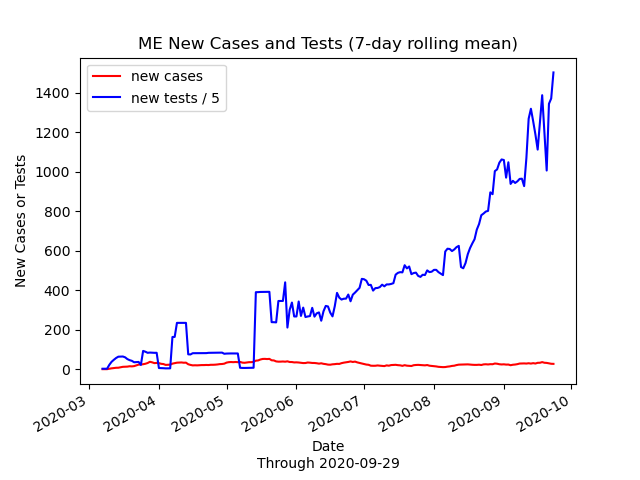 ME New Cases and Tests (7-day rolling mean)
new cases
new tests / 5
New Cases or Tests
1400
1200
1000
800
600
400
200
0
2020-03
2020-04
2020-05
2020-06
2020-07
2020-08
2020-09
2020-10
Date
Through 2020-09-29